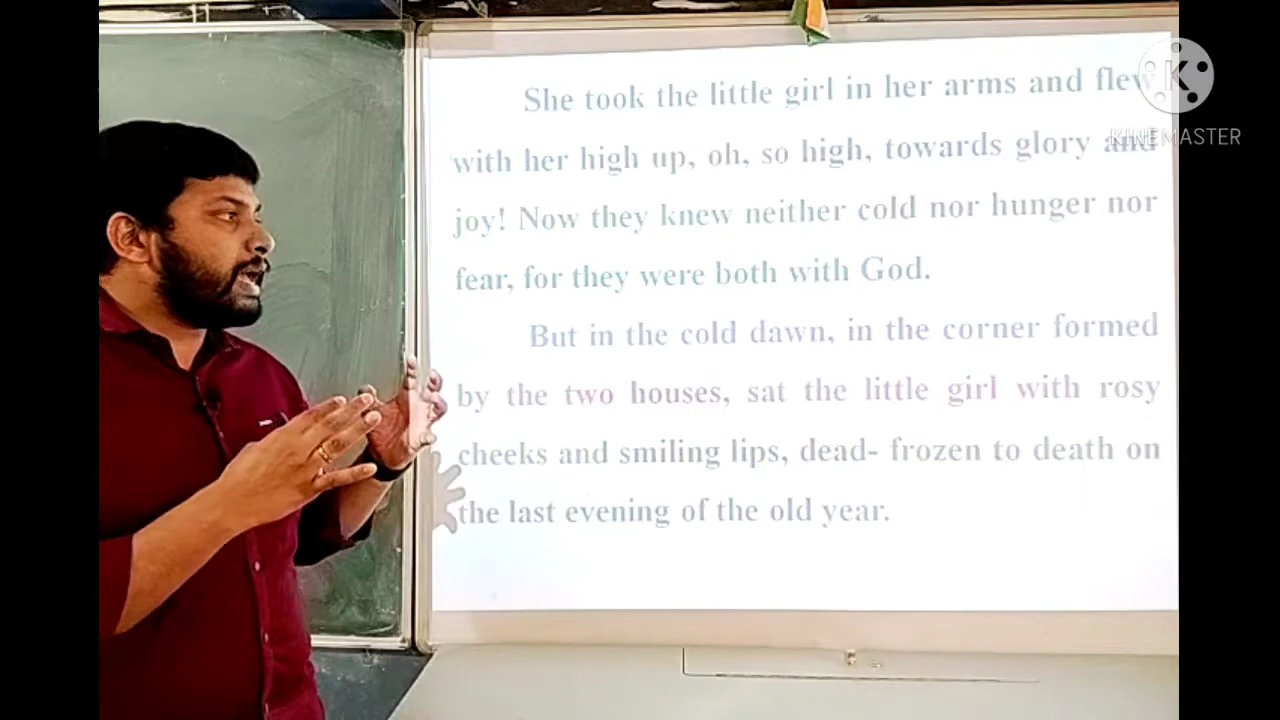 She took the little girl in her arms and flew
with her high up, oh, so high, towards glory and
joy! Now they knew neither cold nor hunger nor
fear, for they were both with God.
But in the cold dawn, in the corner formed
by the two houses, sat the little girl with rosy
cheeks and smiling lips, dead- frozen to death on
the last evening of the old year.
K
KINEMASTER